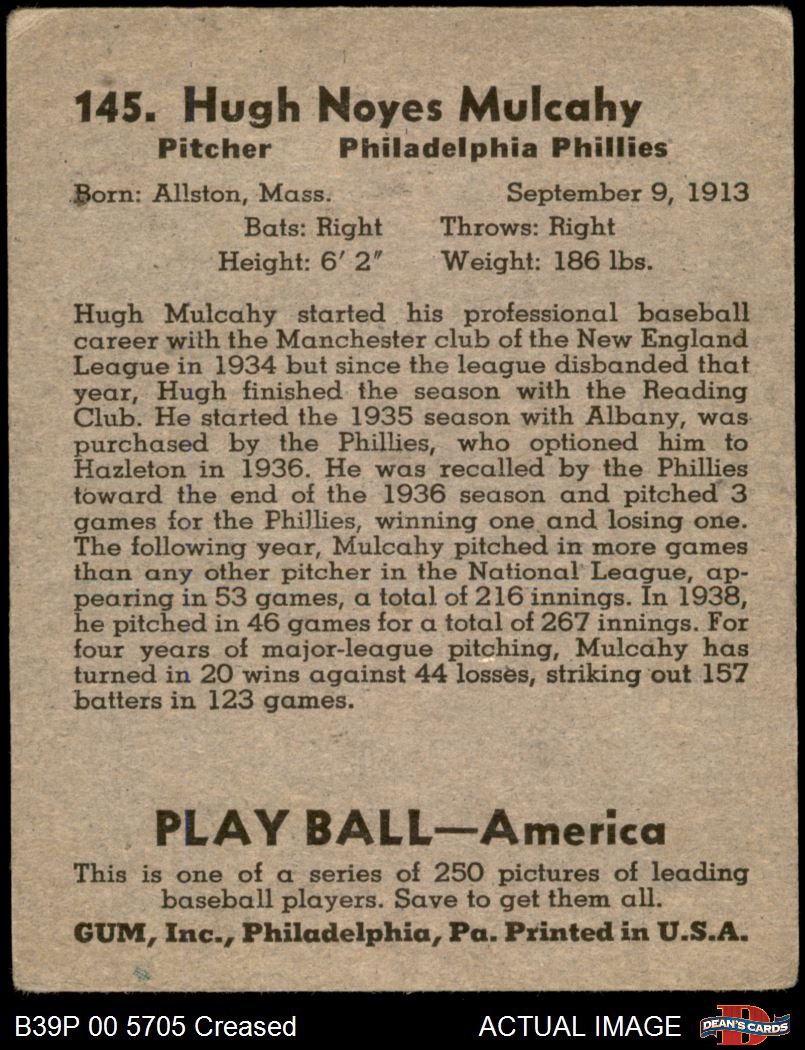 145. Hugh Noyes Mulcahy
Pitcher Philadelphia Phillies
Born: Allston, Mass. September 9, 1913
Bats: Right Throws: Right
Height: 6' 2" Weight: 186 lbs.
Hugh Mulcahy started his professional baseball
career with the Manchester club of the New England
League in 1934 but since the league disbanded that
year, Hugh finished the season with the Reading
Club. He started the 1935 season with Albany, was
purchased by the Phillies, who optioned him to
Hazleton in 1936. He was recalled by the Phillies
toward the end of the 1936 season and pitched 3
games for the Phillies, winning one and losing one.
The following year, Mulcahy pitched in more games
than any other pitcher in the National League, ap-
pearing in 53 games, a total of 216 innings. In 1938,
he pitched in 46 games for a total of 267 innings. For
four years of major-league pitching, Mulcahy has
turned in 20 wins against 44 losses, striking out 157
batters in 123 games.
PLAY BALL—America
This is one of a series of 250 pictures of leading
baseball players. Save to get them all.
GUM, Inc., Philadelphia, Pa. Printed in U.S.A.
B39P 00 5705 Creased ACTUAL IMAGE DEAN'S CARDS